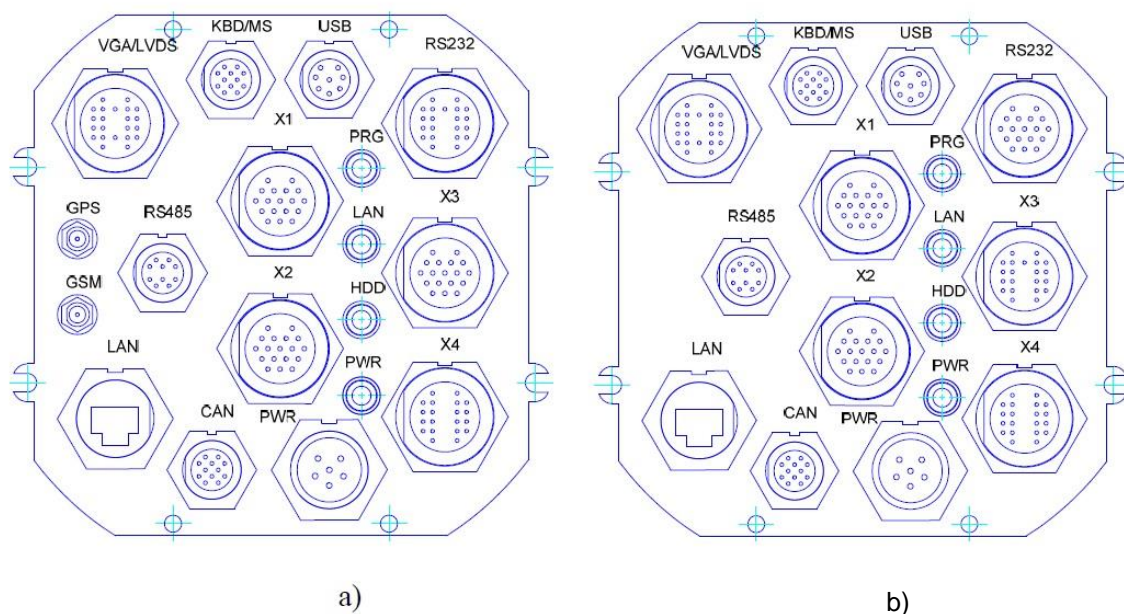 KBD/MS USB
VGA/LVDS RS232
X1
PRG
GPS RS485 LAN X3
GSM X2 HDD
LAN PWR X4
CAN PWR
a)
KBD/MS USB
VGA/LVDS RS232
X1
PRG
RS485 LAN X3
X2 HDD
LAN PWR X4
CAN PWR
b)